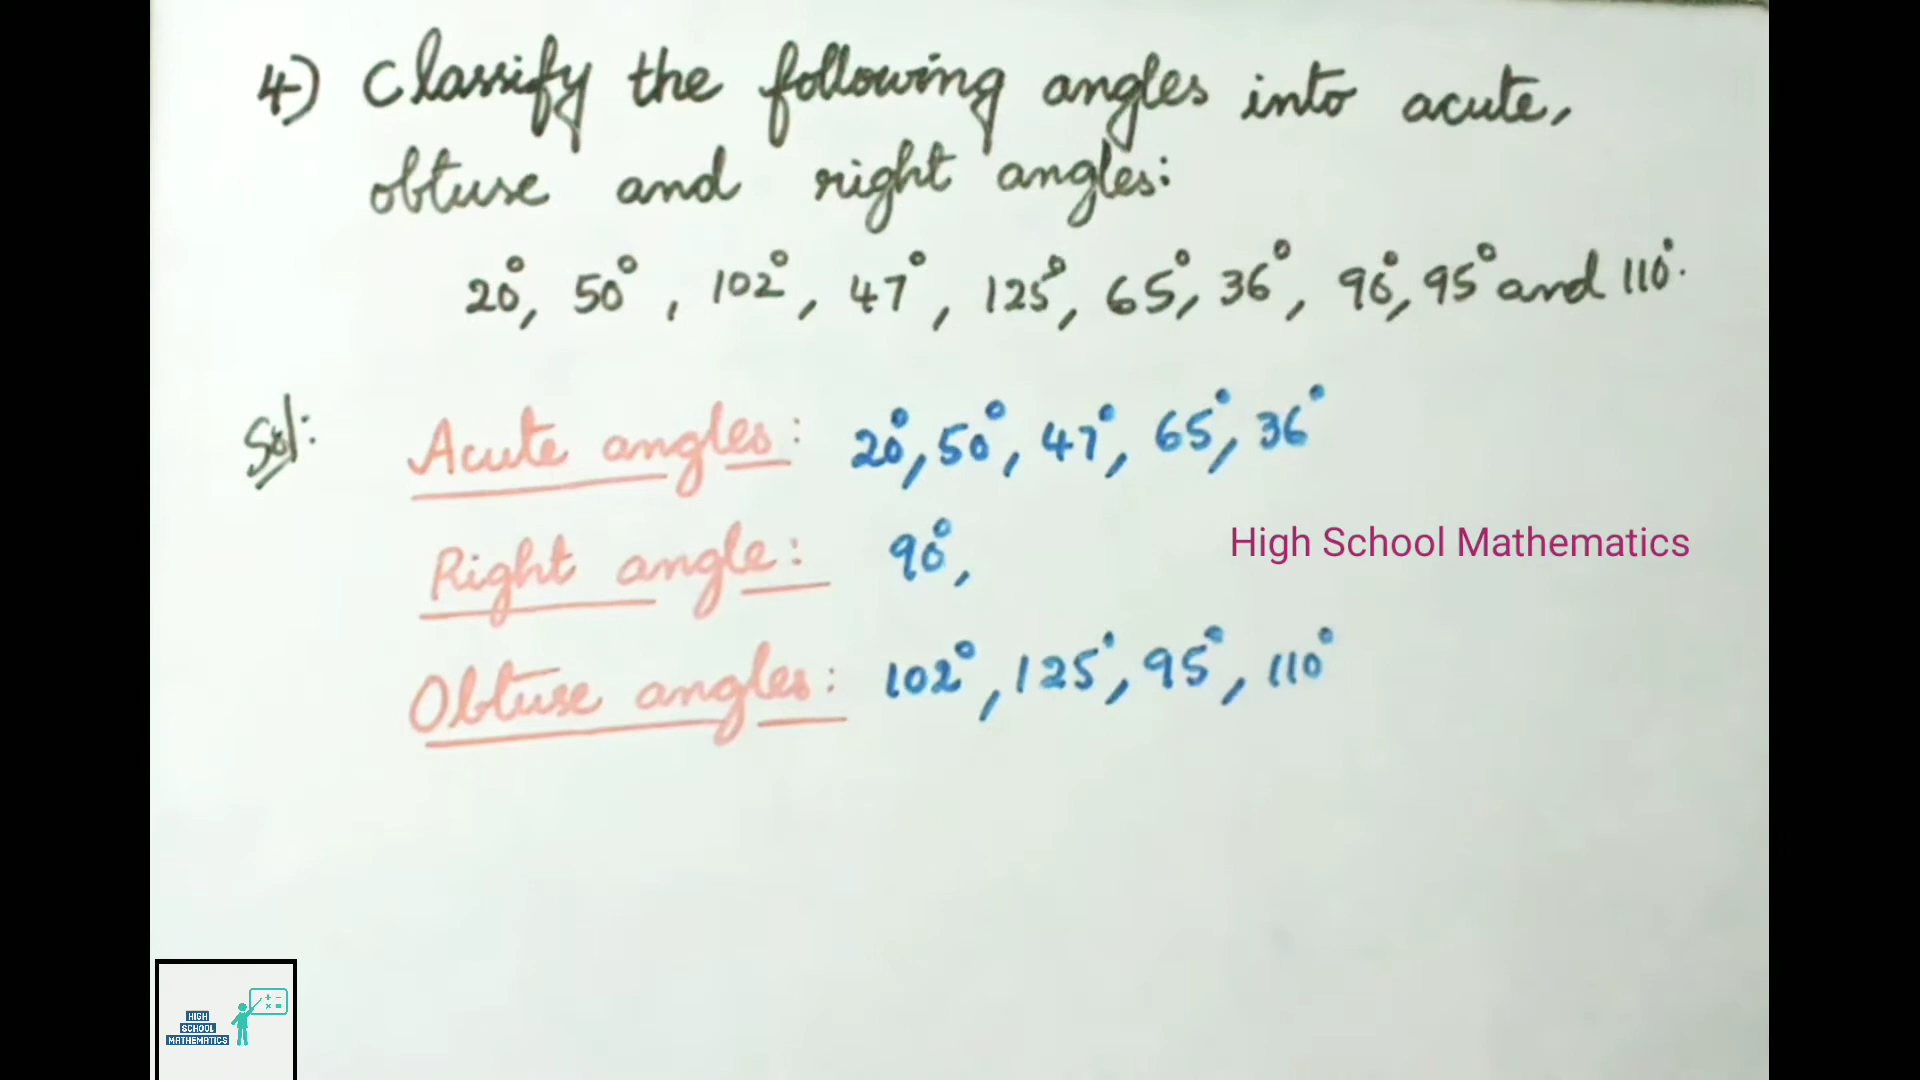 4) Classify the following angles into acute,
obtuse and right angles:
20°, 50°, 102°, 47°, 125°, 65°, 36°, 90°, 95° and 110°.
Sol: Acute angles: 20°, 50°, 47°, 65°, 36°
Right angle: 90°,
High School Mathematics
Obtuse angles: 102°, 125°, 95°, 110°
HIGH
SCHOOL
MATHEMATICS